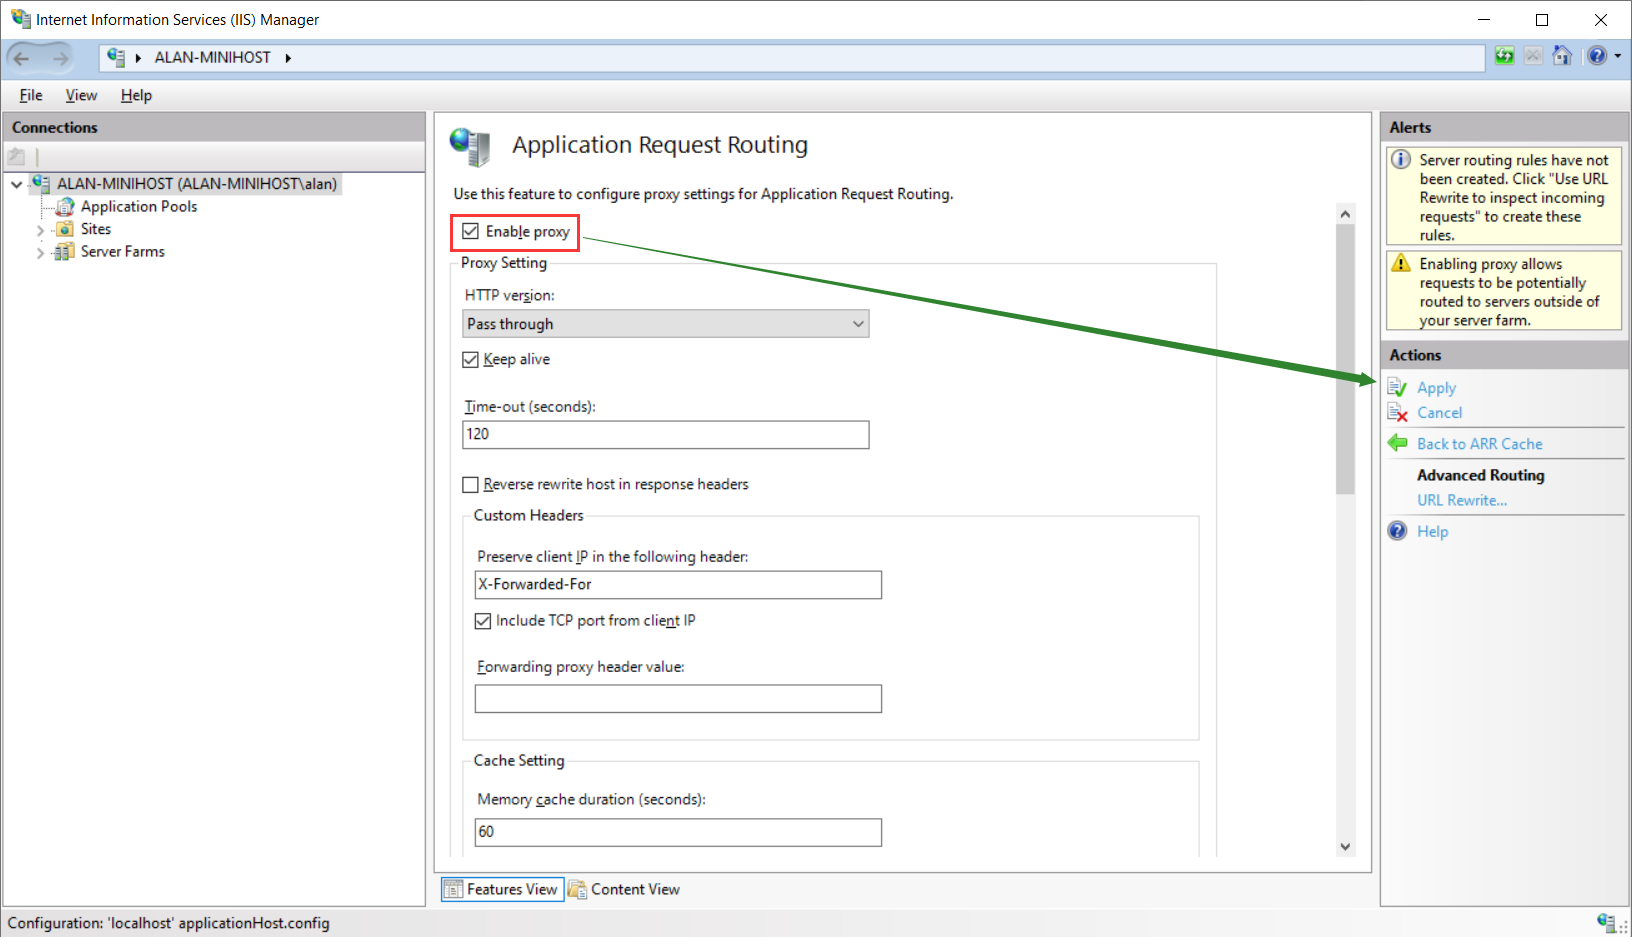 Internet Information Services (IIS) Manager
ALAN-MINIHOST
File View Help
Connections
ALAN-MINIHOST (ALAN-MINIHOST\alan)
Application Pools
Sites
Server Farms
Application Request Routing
Use this feature to configure proxy settings for Application Request Routing.
Enable proxy
Proxy Setting
HTTP version:
Pass through
Keep alive
Time-out (seconds):
120
Reverse rewrite host in response headers
Custom Headers
Preserve client IP in the following header:
X-Forwarded-For
Include TCP port from client IP
Forwarding proxy header value:
Cache Setting
Memory cache duration (seconds):
60
Features View
Content View
Alerts
Server routing rules have not
been created. Click "Use URL
Rewrite to inspect incoming
requests" to create these
rules.
Enabling proxy allows
requests to be potentially
routed to servers outside of
your server farm.
Actions
Apply
Cancel
Back to ARR Cache
Advanced Routing
URL Rewrite...
Help
Configuration: 'localhost' applicationHost.config